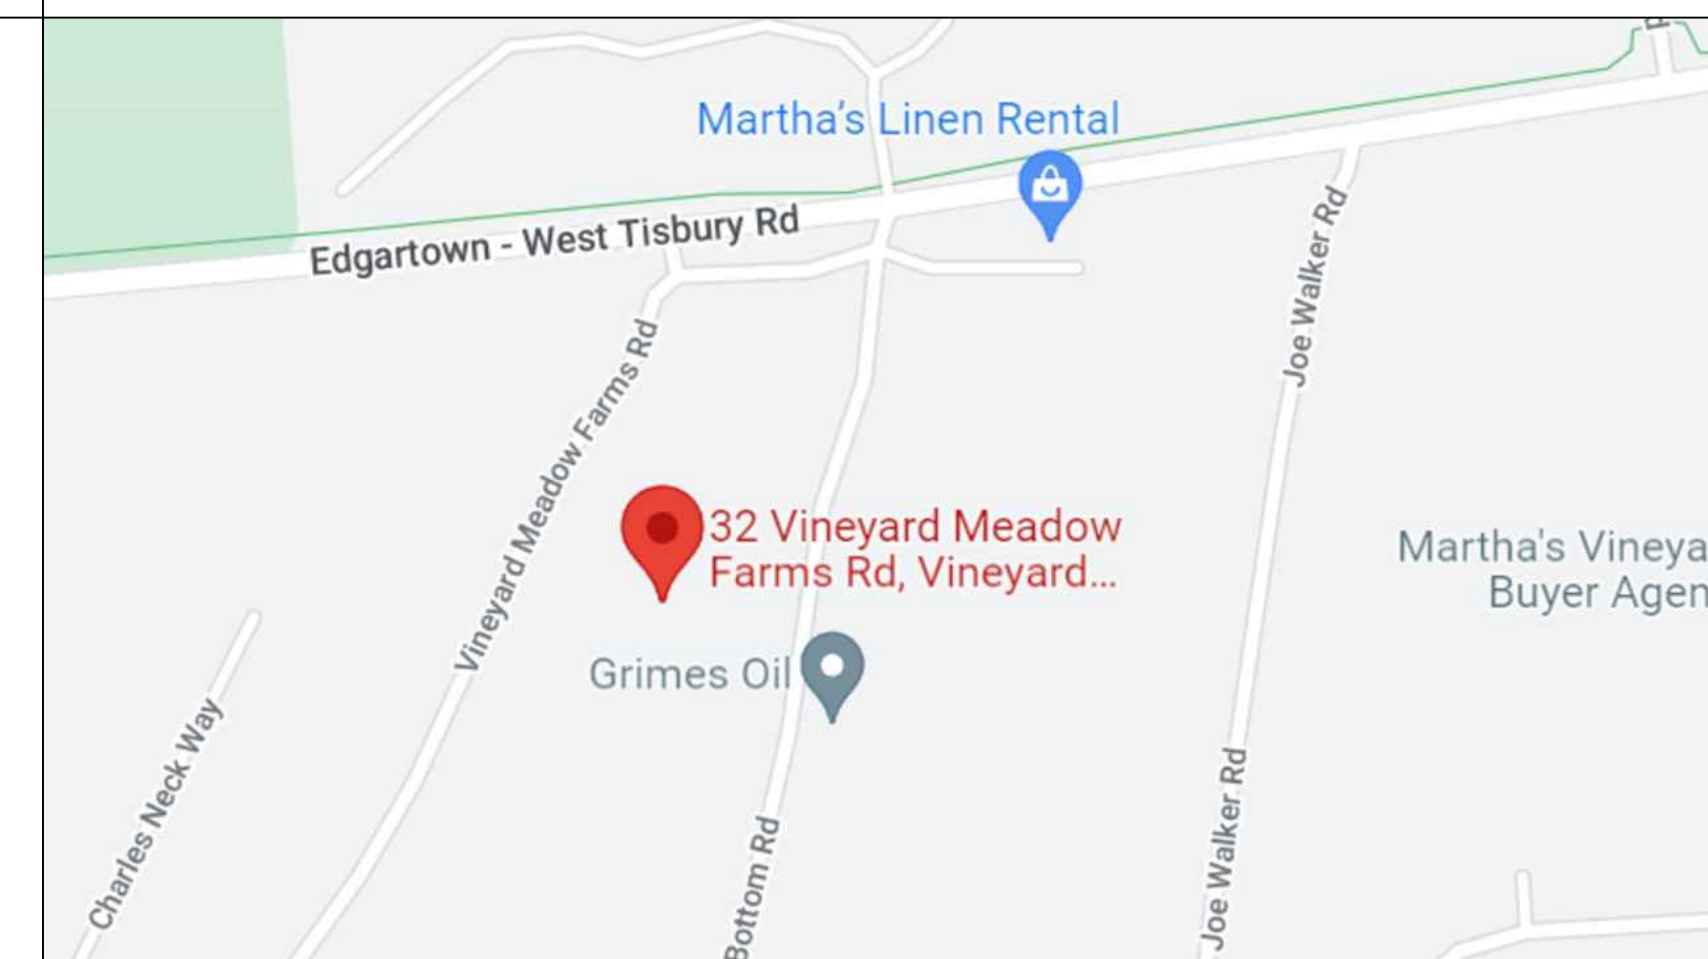 Martha’s Linen Rental
Edgartown - West Tisbury Rd
Joe Walker Rd
Vineyard Meadow Farms Rd
32 Vineyard Meadow
Farms Rd, Vineyard...
Martha's Vineya
Buyer Agen
Grimes Oil
Charles Neck Way
Joe Walker Rd
Bottom Rd